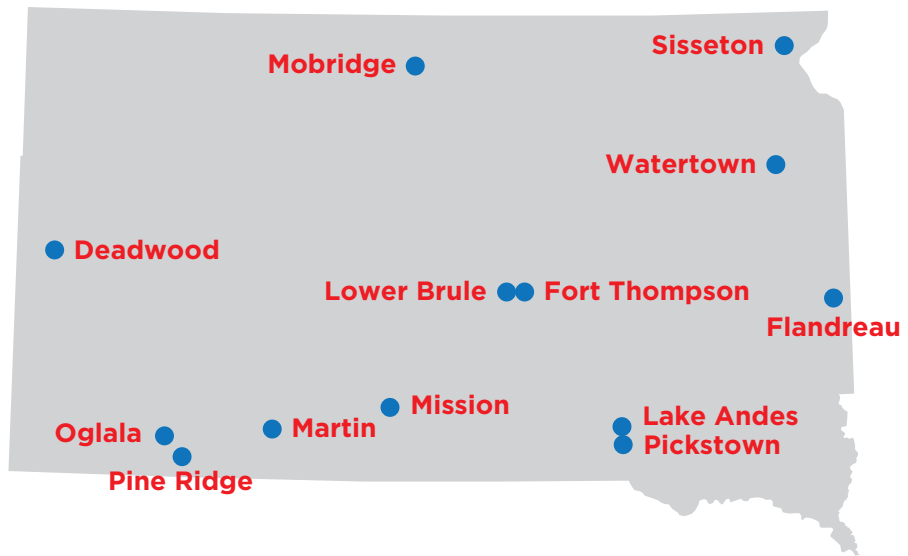 Sisseton
Mobridge
Watertown
Deadwood
Lower Brule
Fort Thompson
Flandreau
Mission
Lake Andes
Martin
Oglala
Pickstown
Pine Ridge